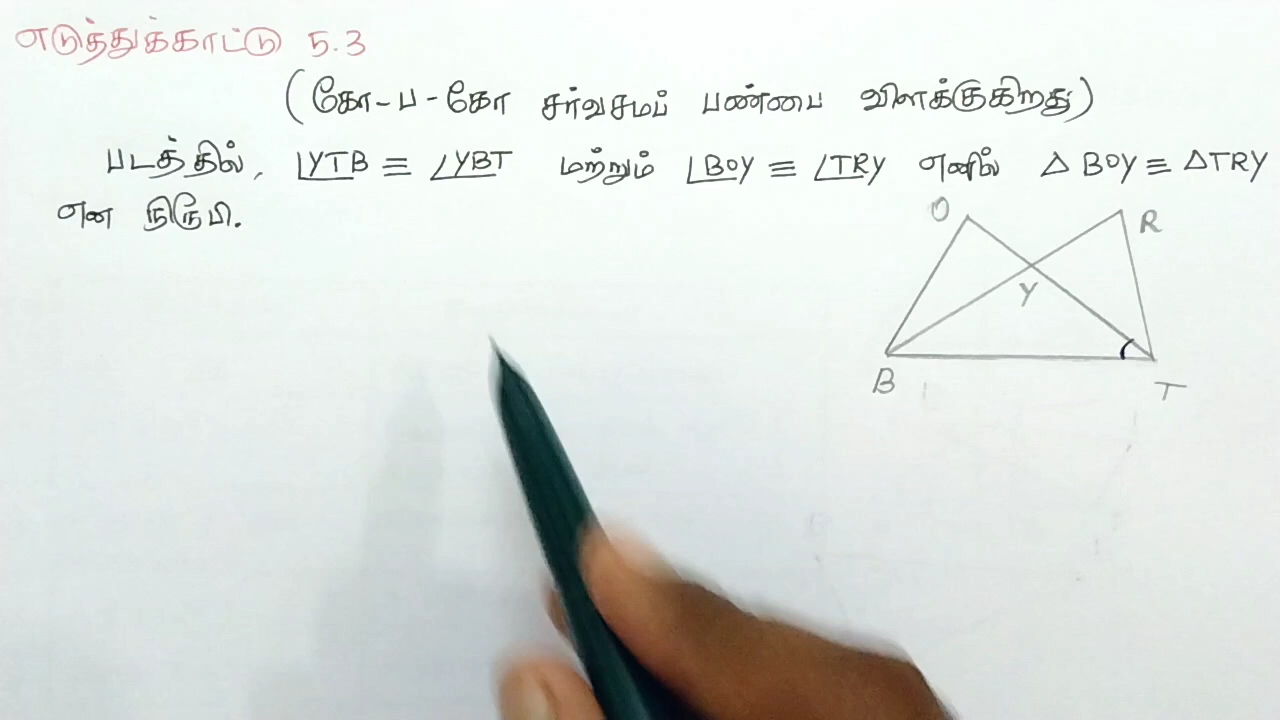 எடுத்துக்காட்டு 5.3
(கோ-ப-கோ சர்வசமப் பண்பை விளக்குகிறது)
படத்தில், ∠YTB ≡ ∠YBT மற்றும் ∠BOY ≡ ∠TRY எனில் △ BOY ≡ △TRY
என நிரூபி.
O R
Y
B T